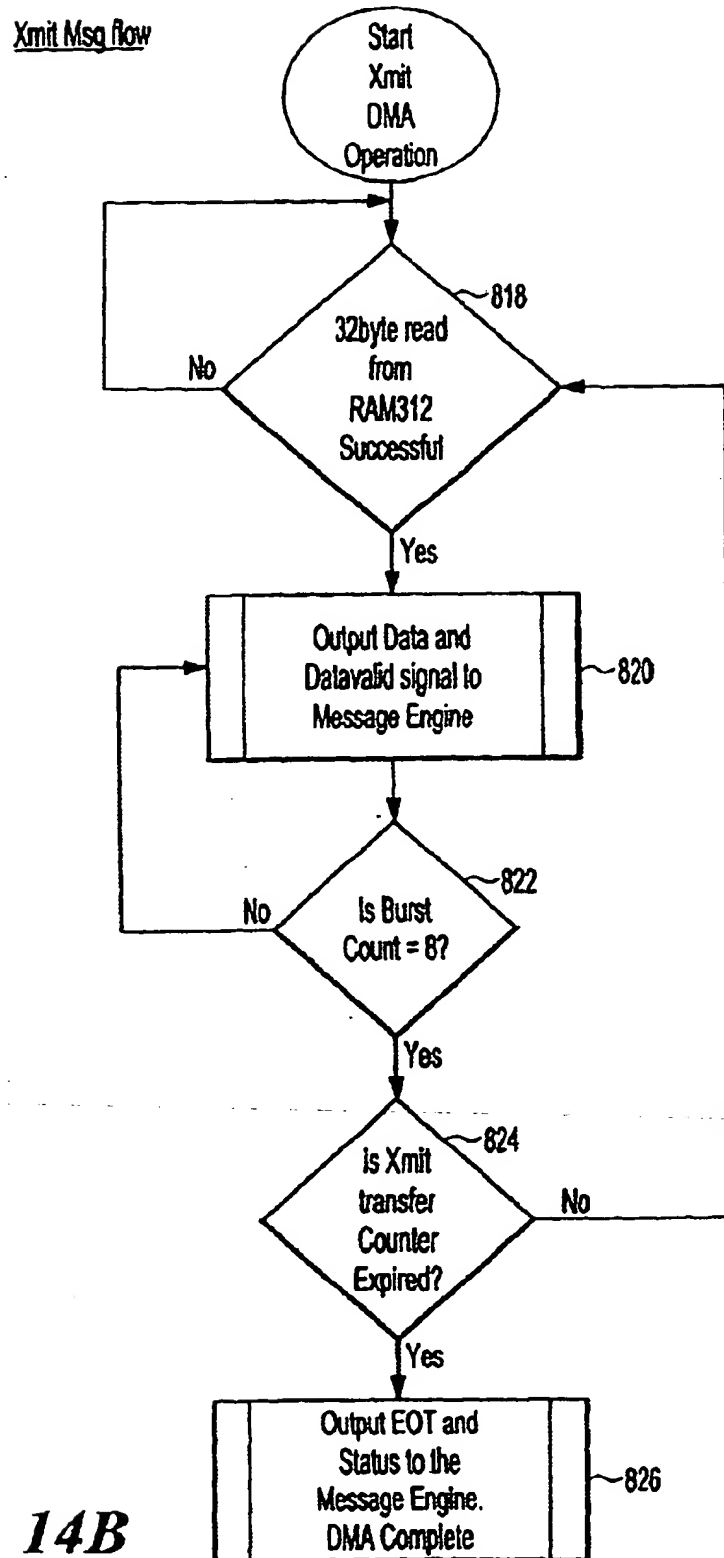 Xmit Msg flow
Start
Xmit
DMA
Operation
818
32byte read
from
RAM312
Successful
No
Yes
Output Data and
Datavalid signal to
Message Engine
820
822
Is Burst
Count = 8?
No
Yes
824
is Xmit
transfer
Counter
Expired?
No
Yes
Output EOT and
Status to the
Message Engine.
DMA Complete
826
14B